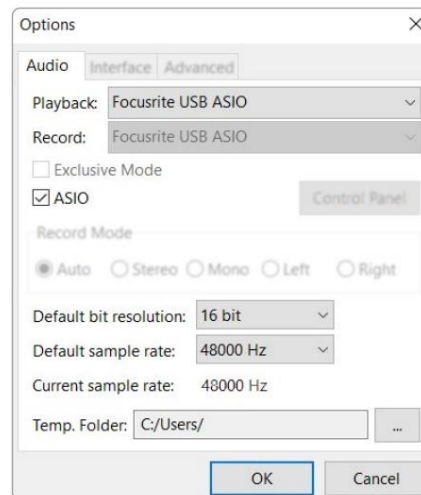 Options
Audio Interface Advanced
Playback: Focusrite USB ASIO
Record: Focusrite USB ASIO
Exclusive Mode
ASIO Control Panel
Record Mode
Auto Stereo Mono Left Right
Default bit resolution: 16 bit
Default sample rate: 48000 Hz
Current sample rate: 48000 Hz
Temp. Folder: C:/Users/ ...
OK Cancel